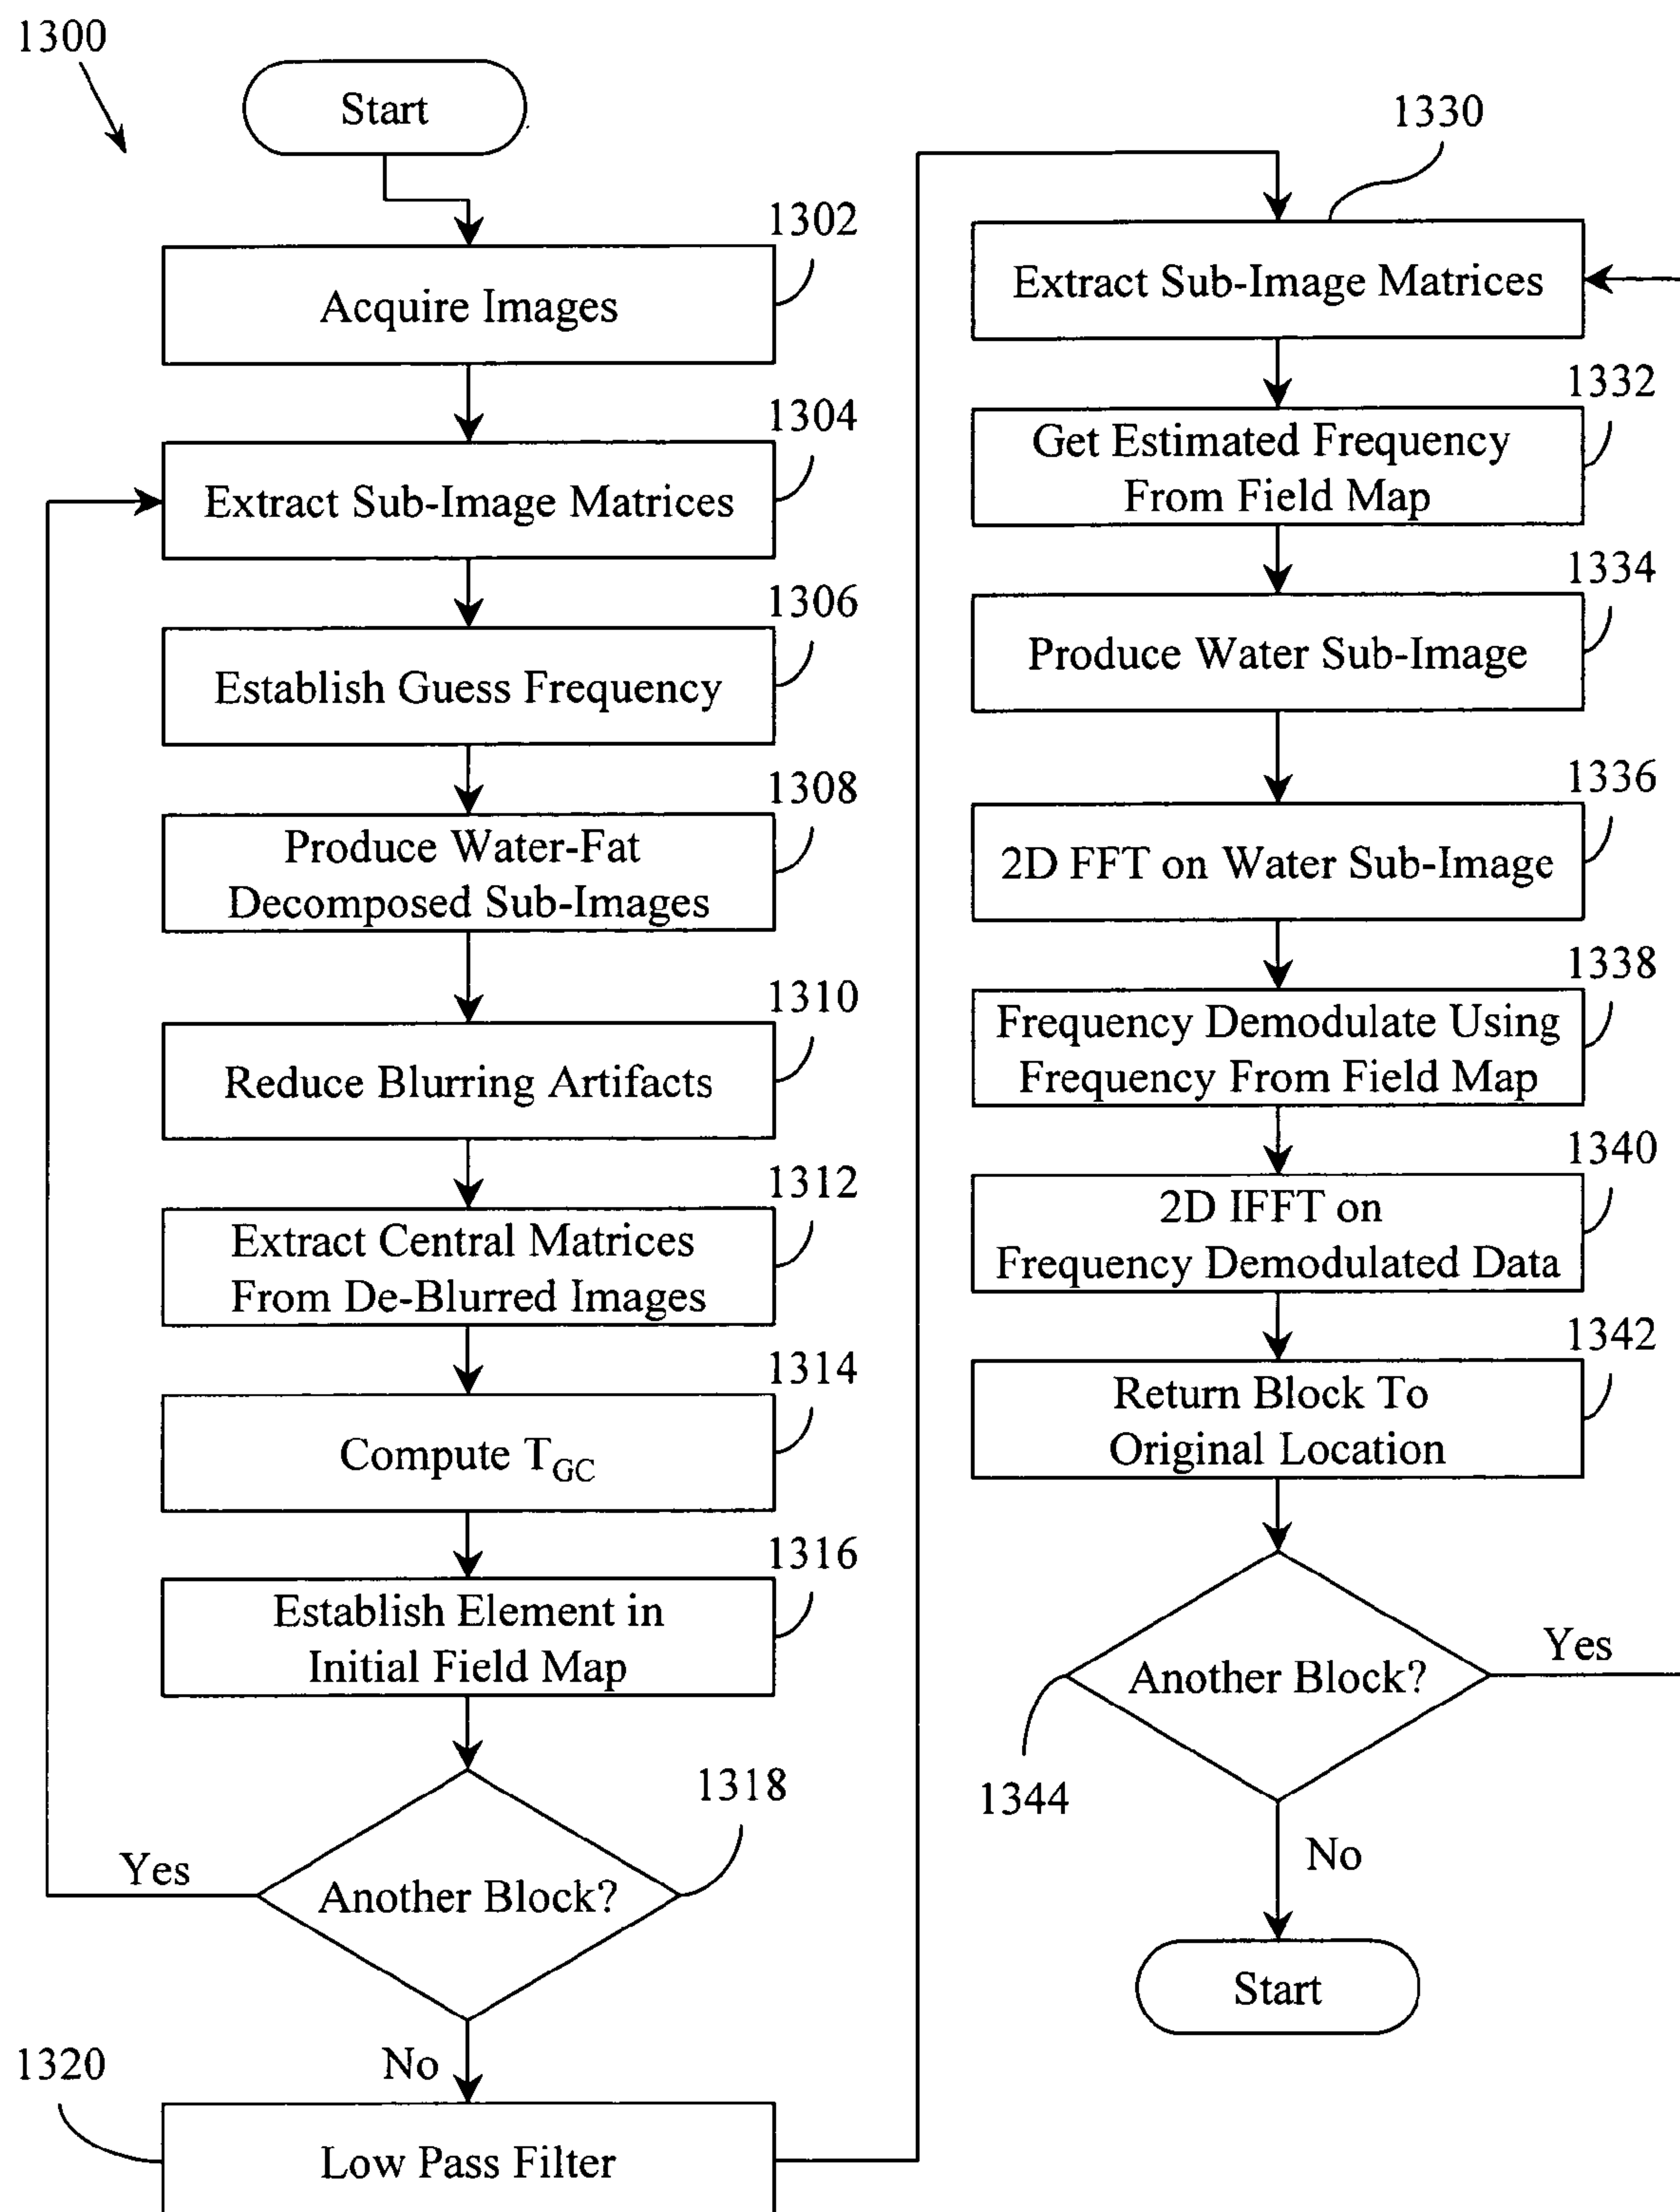 1300
Start
1302
Acquire Images
1304
Extract Sub-Image Matrices
1306
Establish Guess Frequency
1308
Produce Water-Fat
Decomposed Sub-Images
1310
Reduce Blurring Artifacts
1312
Extract Central Matrices
From De-Blurred Images
1314
Compute T_GC
1316
Establish Element in
Initial Field Map
1318
Another Block?
Yes
No
1320
Low Pass Filter
1330
Extract Sub-Image Matrices
1332
Get Estimated Frequency
From Field Map
1334
Produce Water Sub-Image
1336
2D FFT on Water Sub-Image
1338
Frequency Demodulate Using
Frequency From Field Map
1340
2D IFFT on
Frequency Demodulated Data
1342
Return Block To
Original Location
Another Block?
Yes
1344
No
Start